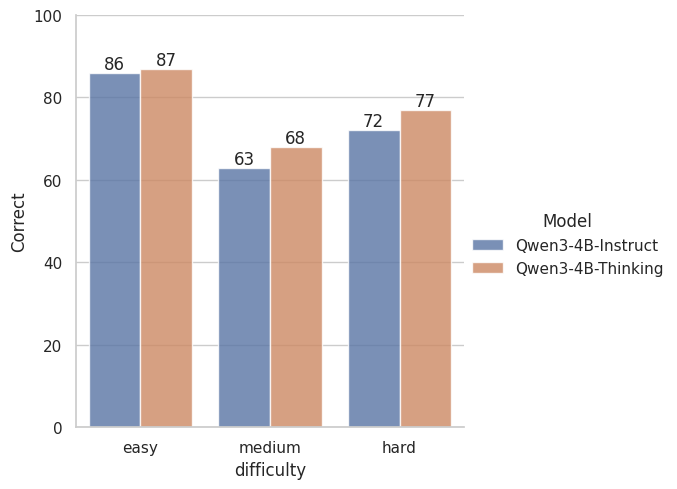 100
80
60
40
20
0
Correct
86
87
63
68
72
77
easy
medium
hard
difficulty
Model
Qwen3-4B-Instruct
Qwen3-4B-Thinking